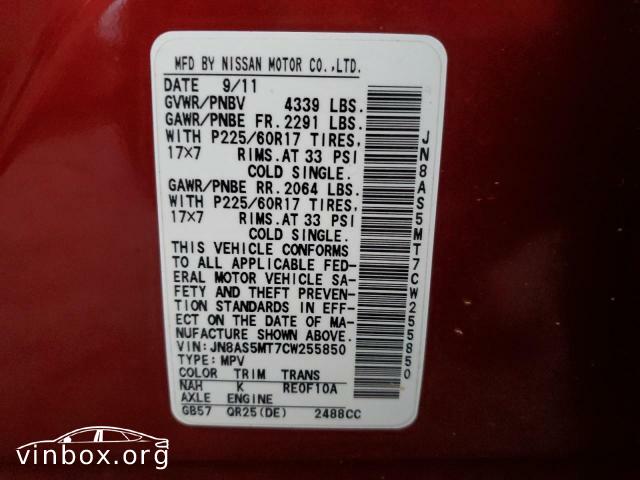 MFD BY NISSAN MOTOR CO.,LTD.
DATE 9/11
GVWR/PNBV 4339 LBS.
GAWR/PNBE FR. 2291 LBS.
WITH P225/60R17 TIRES,
17×7 RIMS. AT 33 PSI
COLD SINGLE.
GAWR/PNBE RR. 2064 LBS.
WITH P225/60R17 TIRES,
17×7 RIMS. AT 33 PSI
COLD SINGLE.
THIS VEHICLE CONFORMS
TO ALL APPLICABLE FED-
ERAL MOTOR VEHICLE SA-
FETY AND THEFT PREVEN-
TION STANDARDS IN EFF-
ECT ON THE DATE OF MA-
NUFACTURE SHOWN ABOVE.
VIN: JN8AS5MT7CW255850
TYPE: MPV
COLOR TRIM TRANS
NAH K RE0F10A
AXLE ENGINE
GB57 QR25(DE) 2488CC
JN8AS5MT7CW255850
vinbox.org